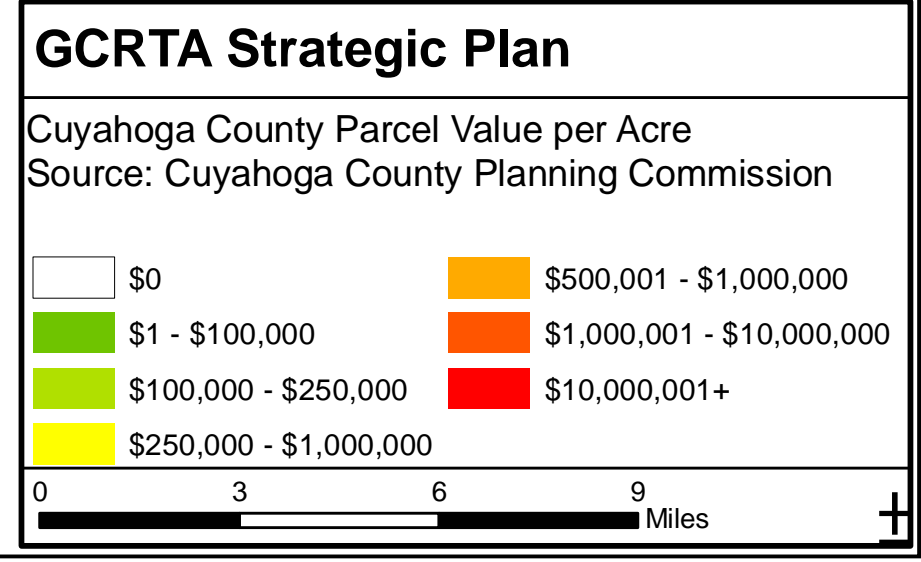 GCRTA Strategic Plan
Cuyahoga County Parcel Value per Acre
Source: Cuyahoga County Planning Commission
$0
$1 - $100,000
$100,000 - $250,000
$250,000 - $1,000,000
$500,001 - $1,000,000
$1,000,001 - $10,000,000
$10,000,001+
0 3 6 9
Miles